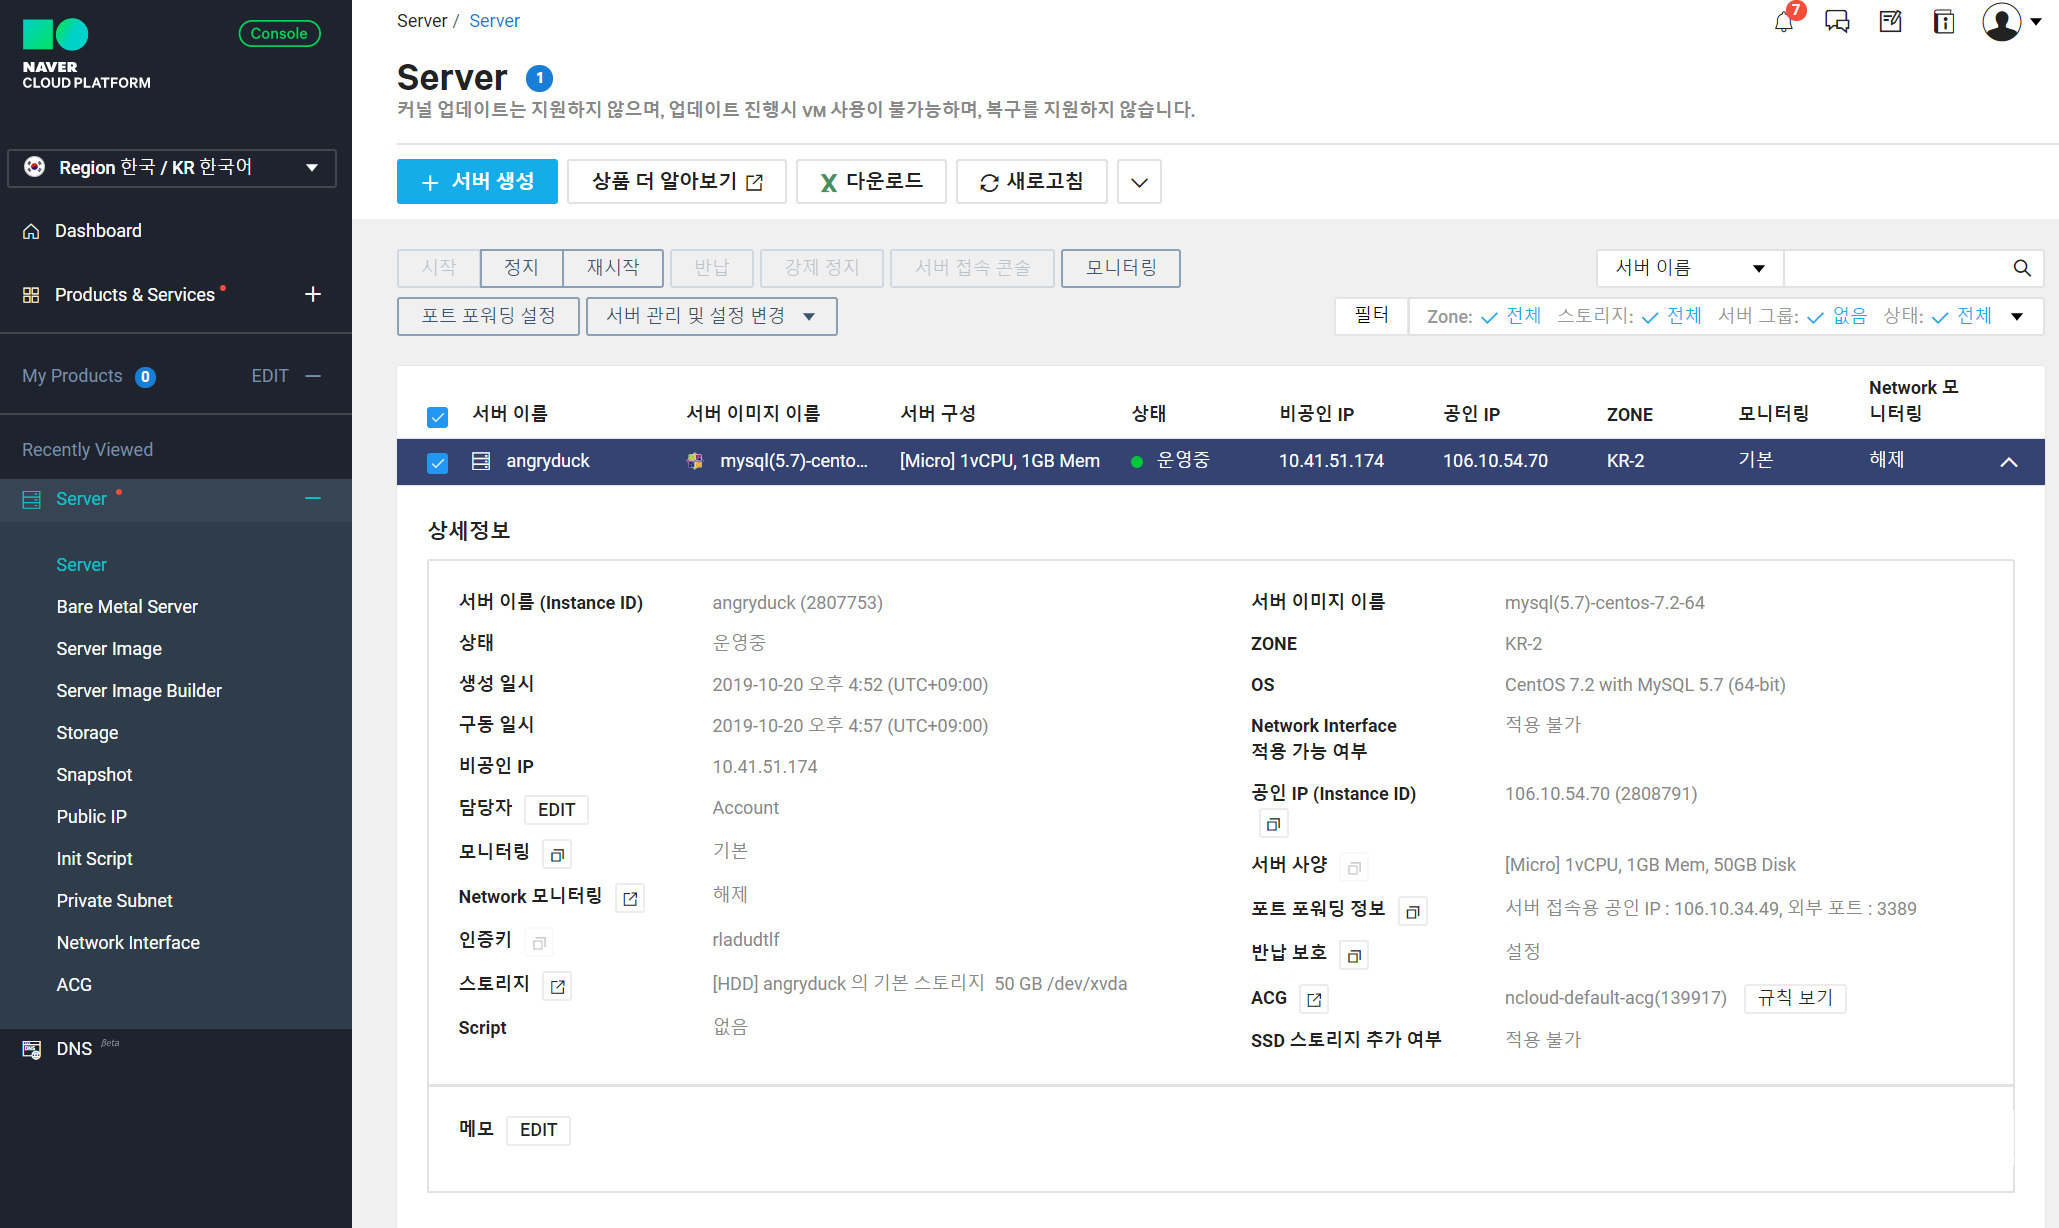 NAVER
CLOUD PLATFORM
Console
Region 한국 / KR 한국어
Dashboard
Products & Services
My Products 0 EDIT
Recently Viewed
Server
Server
Bare Metal Server
Server Image
Server Image Builder
Storage
Snapshot
Public IP
Init Script
Private Subnet
Network Interface
ACG
DNS Beta
Server / Server
7
Server 1
커널 업데이트는 지원하지 않으며, 업데이트 진행시 VM 사용이 불가능하며, 복구를 지원하지 않습니다.
+ 서버 생성 상품 더 알아보기 X 다운로드 새로고침
시작 정지 재시작 반납 강제 정지 서버 접속 콘솔 모니터링
서버 이름
포트 포워딩 설정 서버 관리 및 설정 변경
필터 Zone: 전체 스토리지: 전체 서버 그룹: 없음 상태: 전체
서버 이름 서버 이미지 이름 서버 구성 상태 비공인 IP 공인 IP ZONE 모니터링 Network 모니터링
angryduck mysql(5.7)-cento... [Micro] 1vCPU, 1GB Mem 운영중 10.41.51.174 106.10.54.70 KR-2 기본 해제
상세정보
서버 이름 (Instance ID) angryduck (2807753)
상태 운영중
생성 일시 2019-10-20 오후 4:52 (UTC+09:00)
구동 일시 2019-10-20 오후 4:57 (UTC+09:00)
비공인 IP 10.41.51.174
담당자 EDIT Account
모니터링 기본
Network 모니터링 해제
인증키 rladudtlf
스토리지 [HDD] angryduck 의 기본 스토리지 50 GB /dev/xvda
Script 없음
서버 이미지 이름 mysql(5.7)-centos-7.2-64
ZONE KR-2
OS CentOS 7.2 with MySQL 5.7 (64-bit)
Network Interface 적용 불가
적용 가능 여부
공인 IP (Instance ID) 106.10.54.70 (2808791)
서버 사양 [Micro] 1vCPU, 1GB Mem, 50GB Disk
포트 포워딩 정보 서버 접속용 공인 IP : 106.10.34.49, 외부 포트 : 3389
반납 보호 설정
ACG ncloud-default-acg(139917) 규칙 보기
SSD 스토리지 추가 여부 적용 불가
메모 EDIT